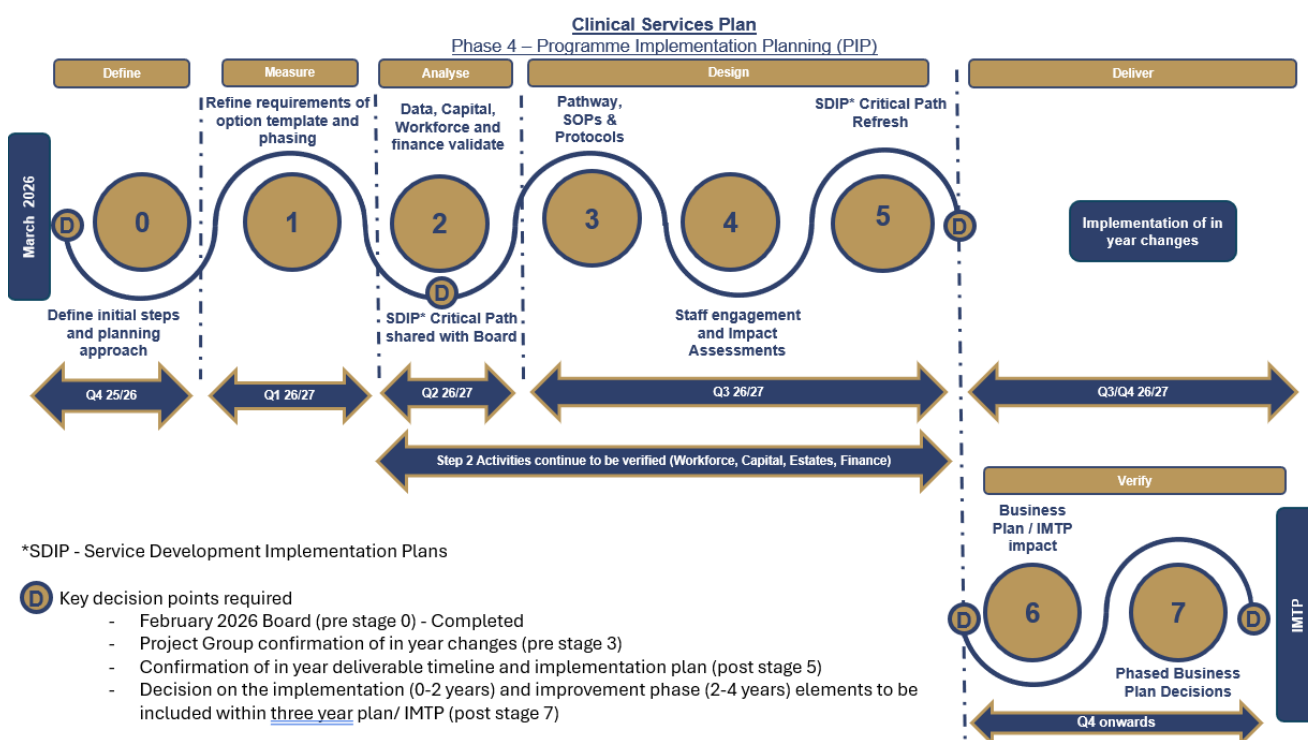 Clinical Services Plan
Phase 4 – Programme Implementation Planning (PIP)
Define
Measure
Analyse
Design
Deliver
March 2026
Refine requirements of
option template and
phasing
Data, Capital,
Workforce and
finance validate
Pathway,
SOPs &
Protocols
SDIP* Critical Path
Refresh
D
0
1
2
3
4
5
D
Implementation of in
year changes
D
Define initial steps
and planning
approach
SDIP* Critical Path
shared with Board
Staff engagement
and Impact
Assessments
Q4 25/26
Q1 26/27
Q2 26/27
Q3 26/27
Q3/Q4 26/27
Step 2 Activities continue to be verified (Workforce, Capital, Estates, Finance)
Verify
Business
Plan / IMTP
impact
D
6
7
D
IMTP
Phased Business
Plan Decisions
Q4 onwards
*SDIP - Service Development Implementation Plans
D Key decision points required
- February 2026 Board (pre stage 0) - Completed
- Project Group confirmation of in year changes (pre stage 3)
- Confirmation of in year deliverable timeline and implementation plan (post stage 5)
- Decision on the implementation (0-2 years) and improvement phase (2-4 years) elements to be
included within three year plan/ IMTP (post stage 7)